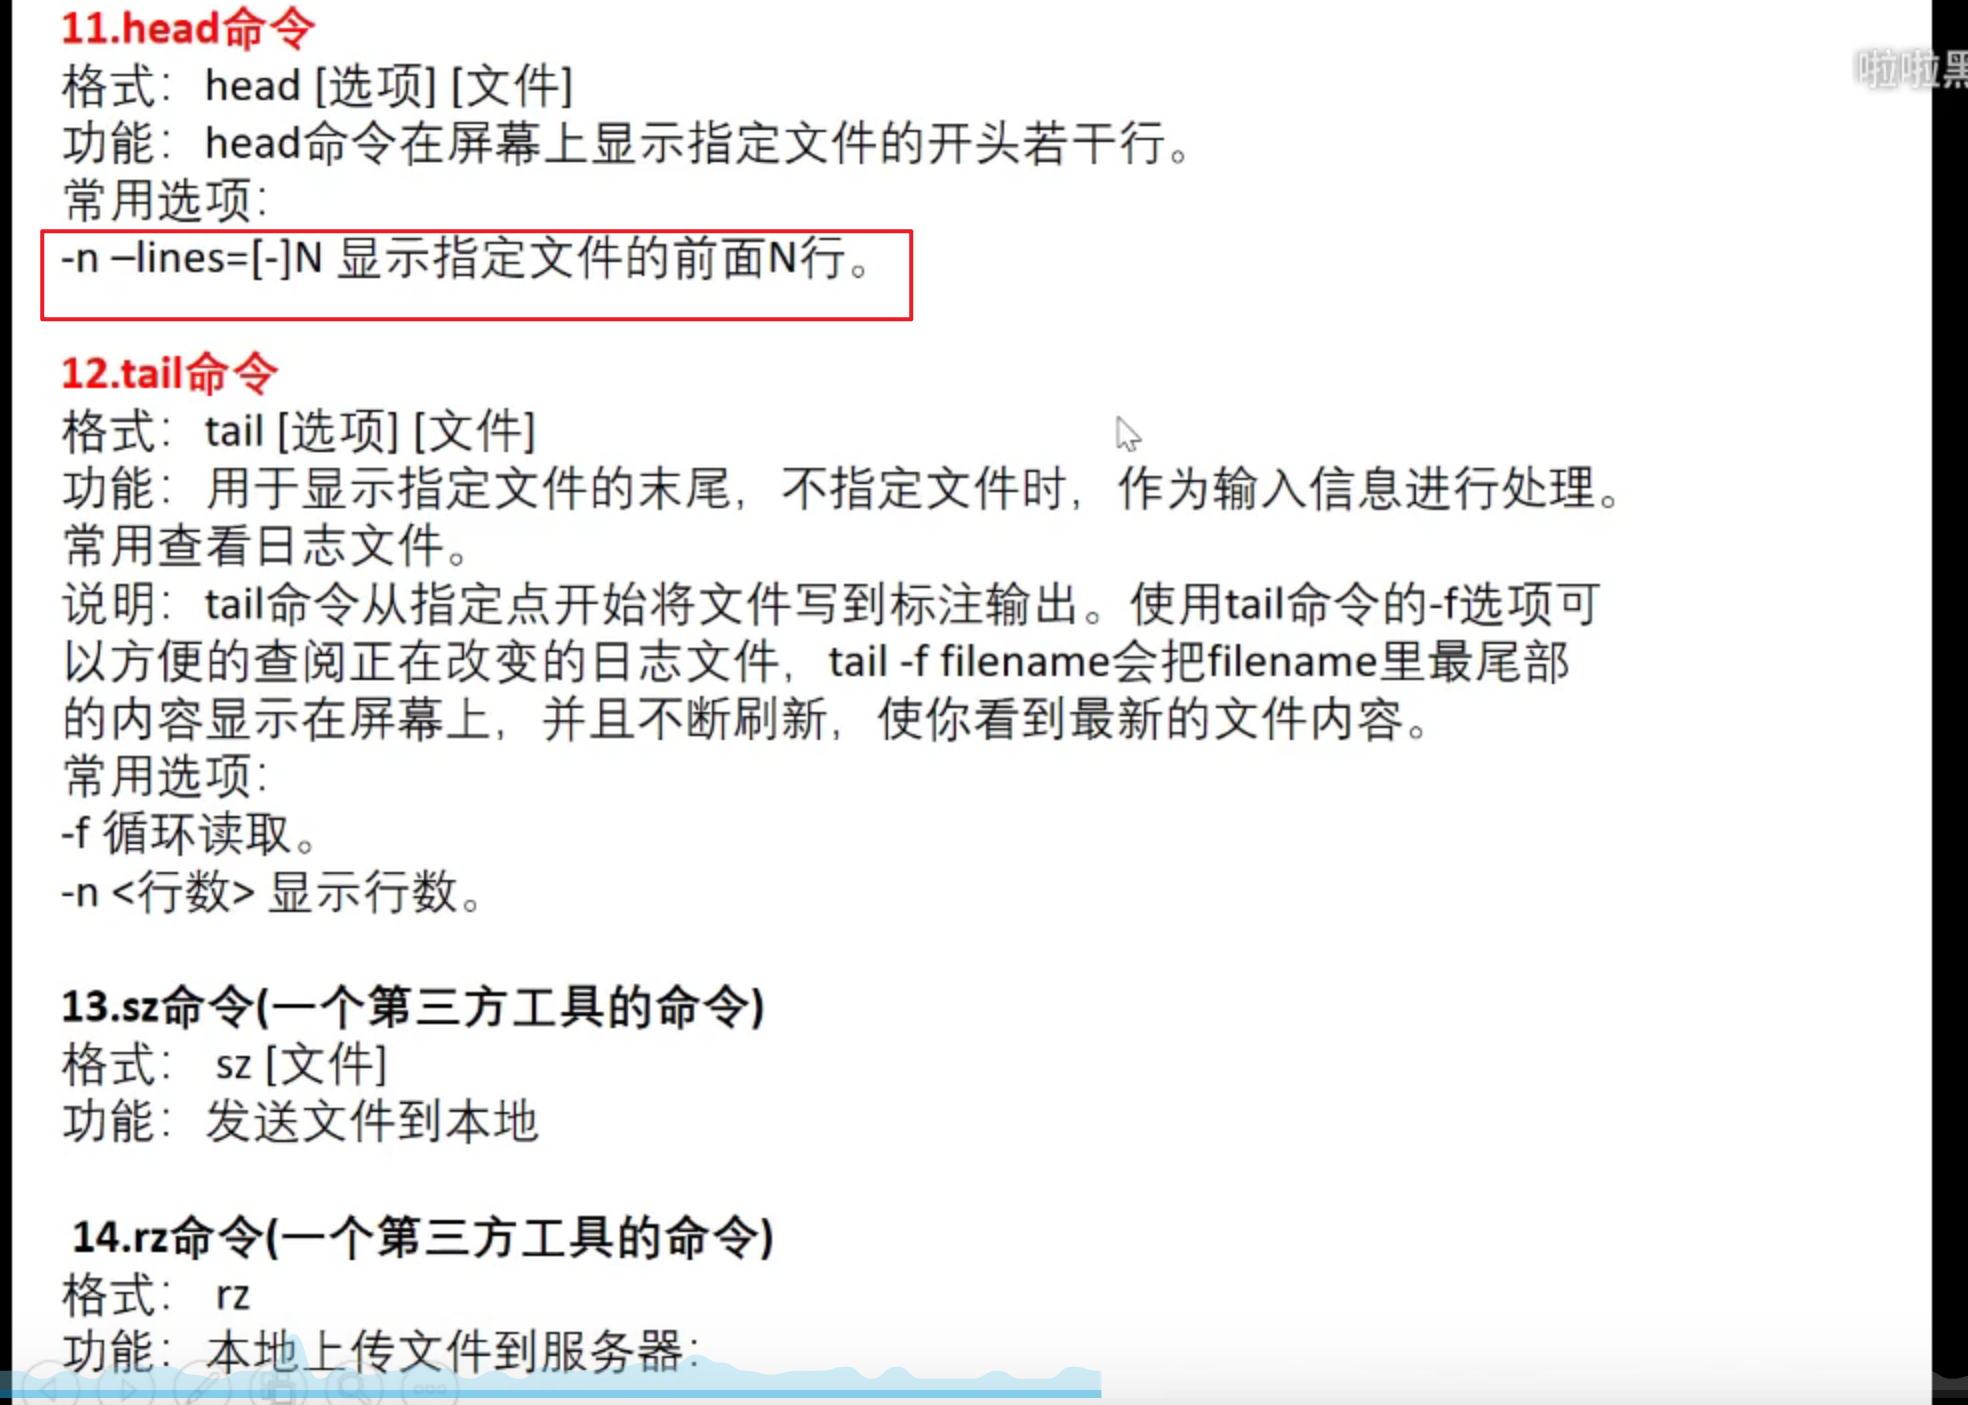 11.head命令
啦啦黑
格式：head [选项] [文件]
功能：head命令在屏幕上显示指定文件的开头若干行。
常用选项：
-n –lines=[-]N 显示指定文件的前面N行。
12.tail命令
格式：tail [选项] [文件]
功能：用于显示指定文件的末尾，不指定文件时，作为输入信息进行处理。
常用查看日志文件。
说明：tail命令从指定点开始将文件写到标注输出。使用tail命令的-f选项可
以方便的查阅正在改变的日志文件，tail -f filename会把filename里最尾部
的内容显示在屏幕上，并且不断刷新，使你看到最新的文件内容。
常用选项：
-f 循环读取。
-n <行数> 显示行数。
13.sz命令(一个第三方工具的命令)
格式： sz [文件]
功能：发送文件到本地
14.rz命令(一个第三方工具的命令)
格式： rz
功能：本地上传文件到服务器：